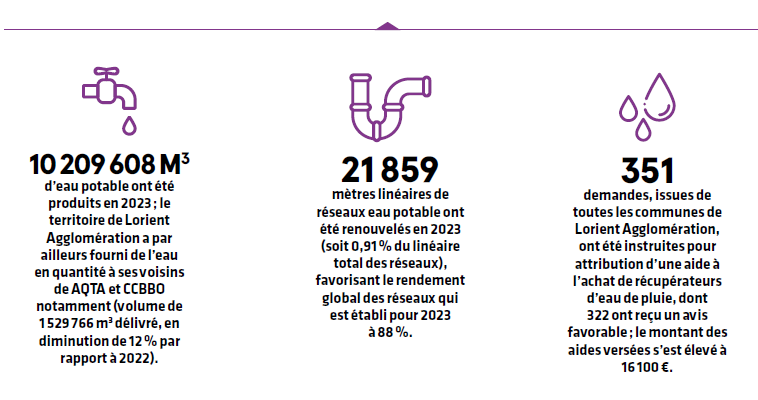 10 209 608 M³
d’eau potable ont été
produits en 2023 ; le
territoire de Lorient
Agglomération a par
ailleurs fourni de l’eau
en quantité à ses voisins
de AQTA et CCBBO
notamment (volume de
1 529 766 m³ délivré, en
diminution de 12 % par
rapport à 2022).
21 859
mètres linéaires de
réseaux eau potable ont
été renouvelés en 2023
(soit 0,91 % du linéaire
total des réseaux),
favorisant le rendement
global des réseaux qui
est établi pour 2023
à 88 %.
351
demandes, issues de
toutes les communes de
Lorient Agglomération,
ont été instruites pour
attribution d’une aide à
l’achat de récupérateurs
d’eau de pluie, dont
322 ont reçu un avis
favorable ; le montant des
aides versées s’est élevé à
16 100 €.